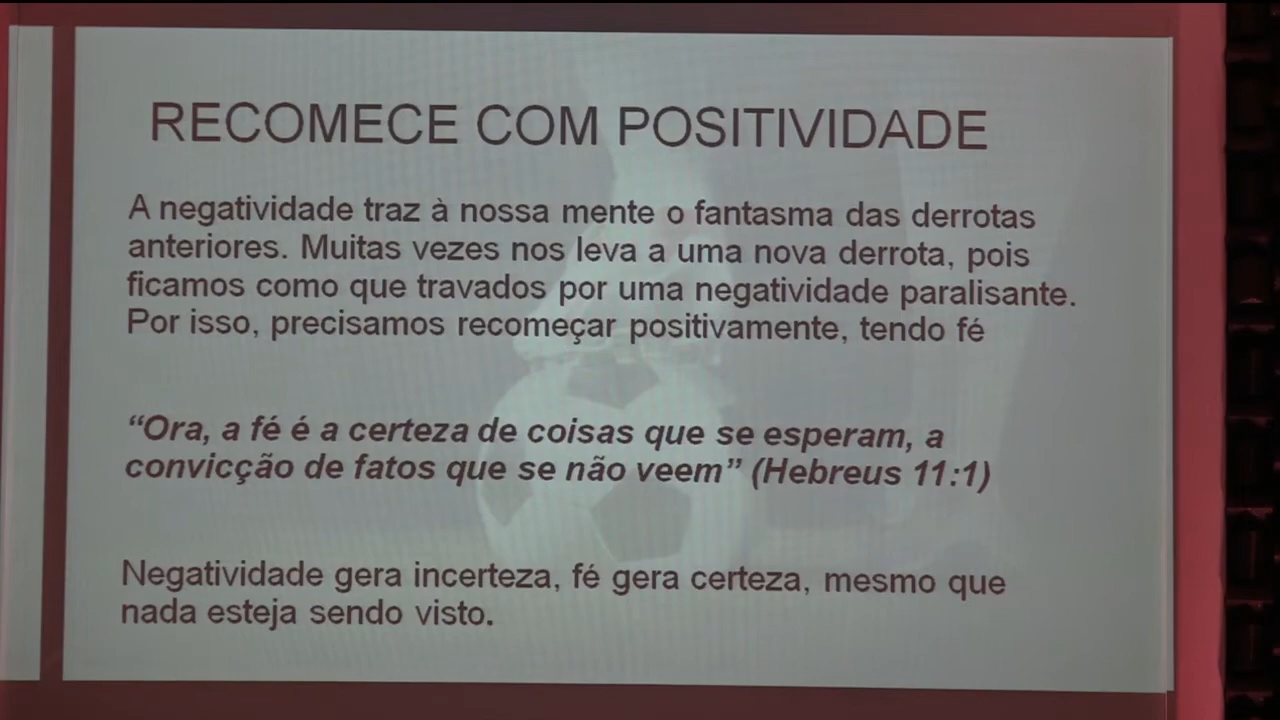 RECOMECE COM POSITIVIDADE
A negatividade traz à nossa mente o fantasma das derrotas
anteriores. Muitas vezes nos leva a uma nova derrota, pois
ficamos como que travados por uma negatividade paralisante.
Por isso, precisamos recomeçar positivamente, tendo fé
“Ora, a fé é a certeza de coisas que se esperam, a
convicção de fatos que se não veem” (Hebreus 11:1)
Negatividade gera incerteza, fé gera certeza, mesmo que
nada esteja sendo visto.